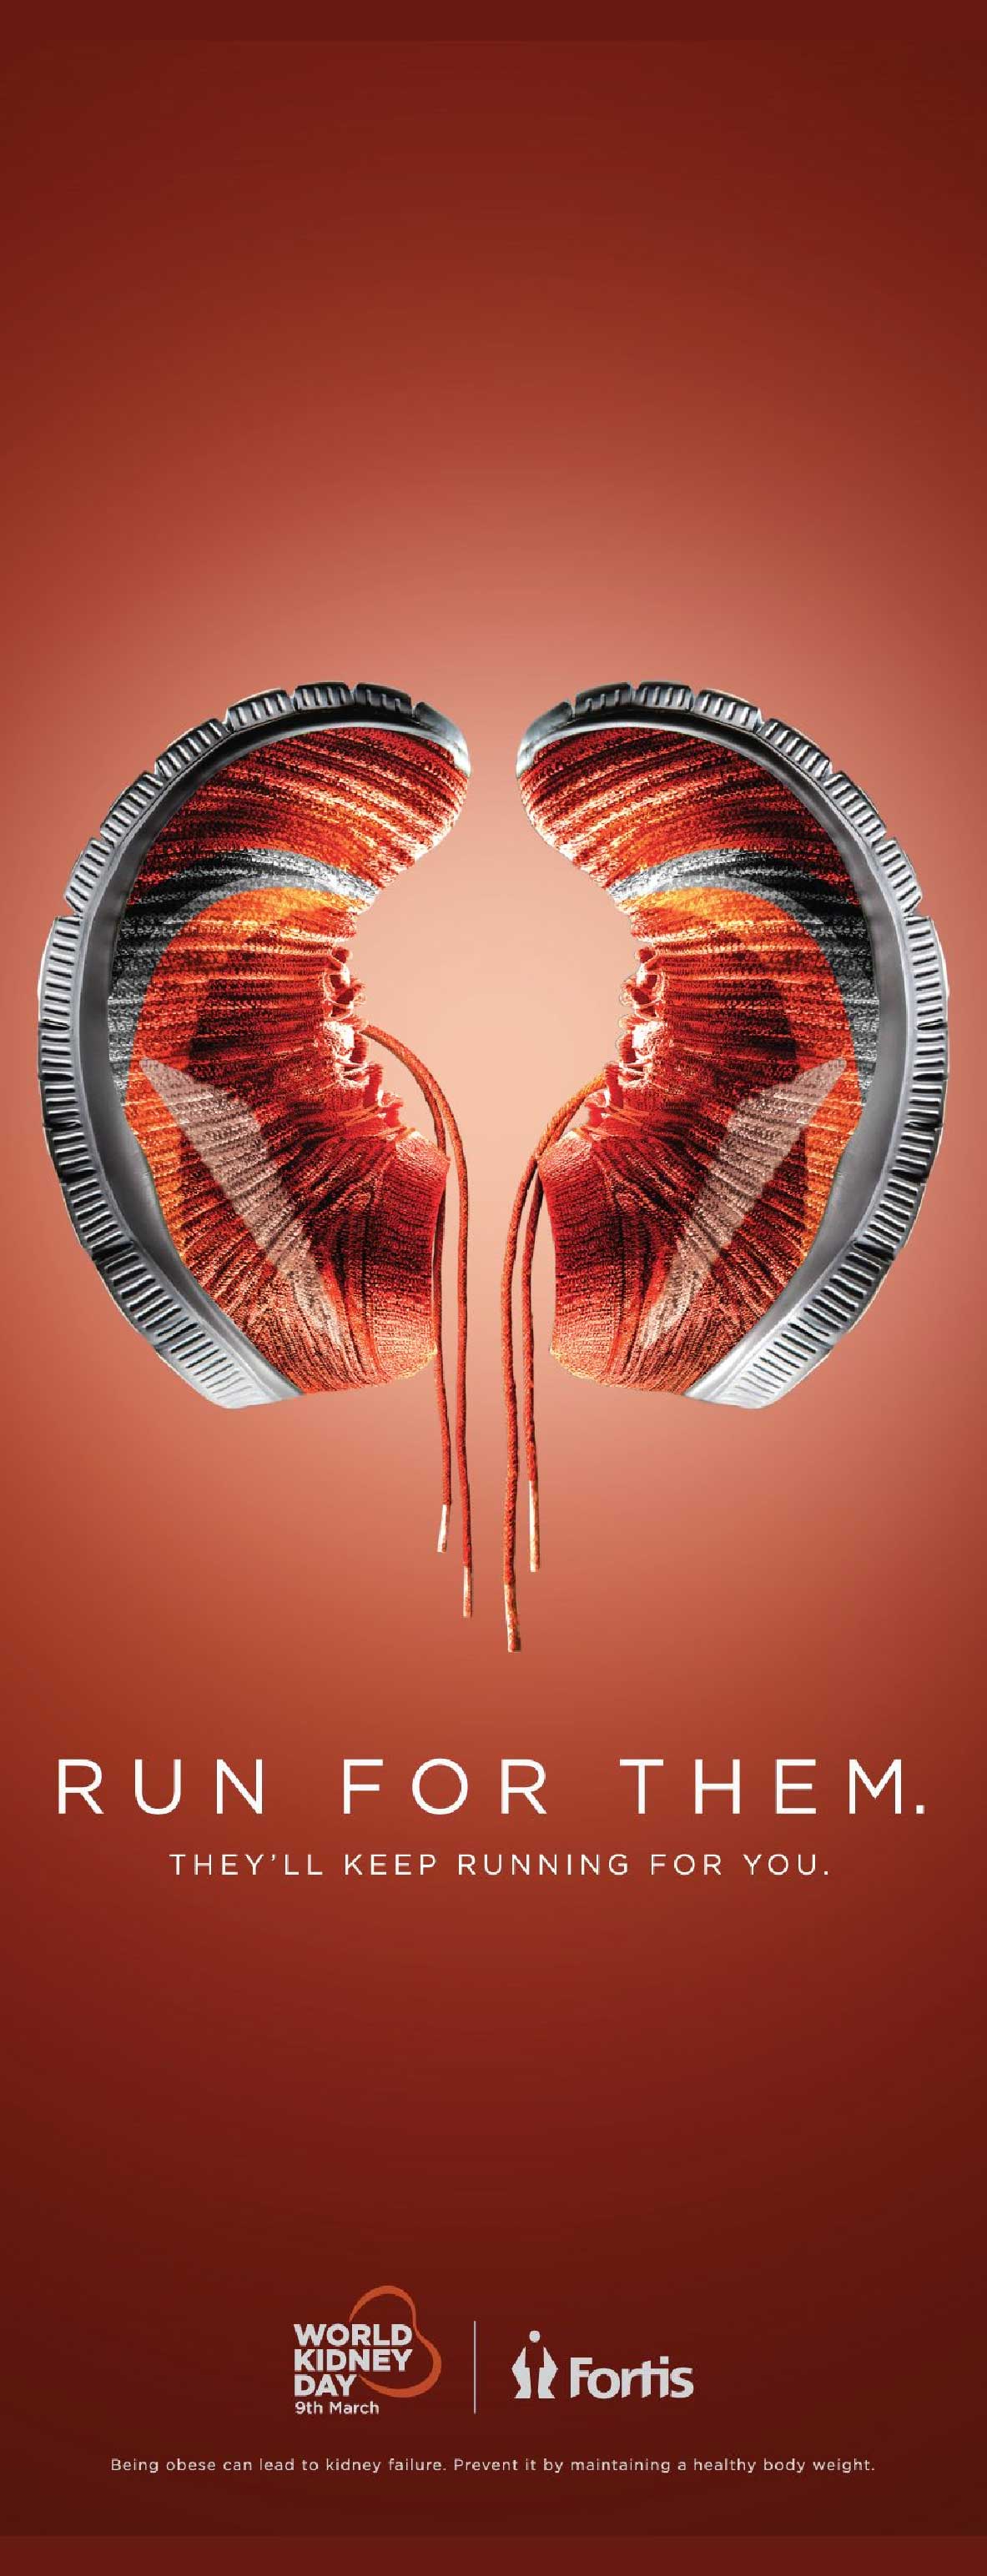 RUN FOR THEM.
THEY'LL KEEP RUNNING FOR YOU.
WORLD
KIDNEY
DAY
9th March
Fortis
Being obese can lead to kidney failure. Prevent it by maintaining a healthy body weight.